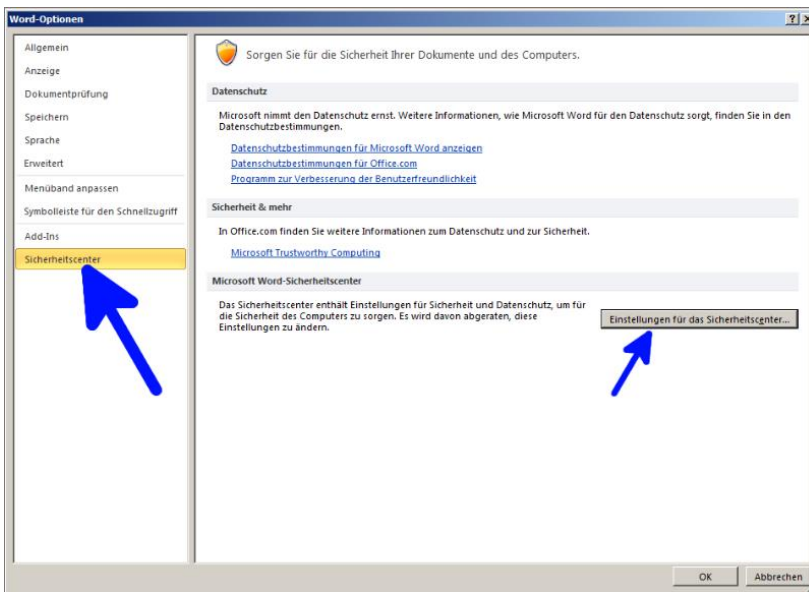 Word-Optionen
Allgemein
Anzeige
Dokumentprüfung
Speichern
Sprache
Erweitert
Menüband anpassen
Symbolleiste für den Schnellzugriff
Add-Ins
Sicherheitscenter
Sorgen Sie für die Sicherheit Ihrer Dokumente und des Computers.
Datenschutz
Microsoft nimmt den Datenschutz ernst. Weitere Informationen, wie Microsoft Word für den Datenschutz sorgt, finden Sie in den
Datenschutzbestimmungen.
Datenschutzbestimmungen für Microsoft Word anzeigen
Datenschutzbestimmungen für Office.com
Programm zur Verbesserung der Benutzerfreundlichkeit
Sicherheit & mehr
In Office.com finden Sie weitere Informationen zum Datenschutz und zur Sicherheit.
Microsoft Trustworthy Computing
Microsoft Word-Sicherheitscenter
Das Sicherheitscenter enthält Einstellungen für Sicherheit und Datenschutz, um für
die Sicherheit des Computers zu sorgen. Es wird davon abgeraten, diese
Einstellungen zu ändern.
Einstellungen für das Sicherheitscenter...
OK
Abbrechen